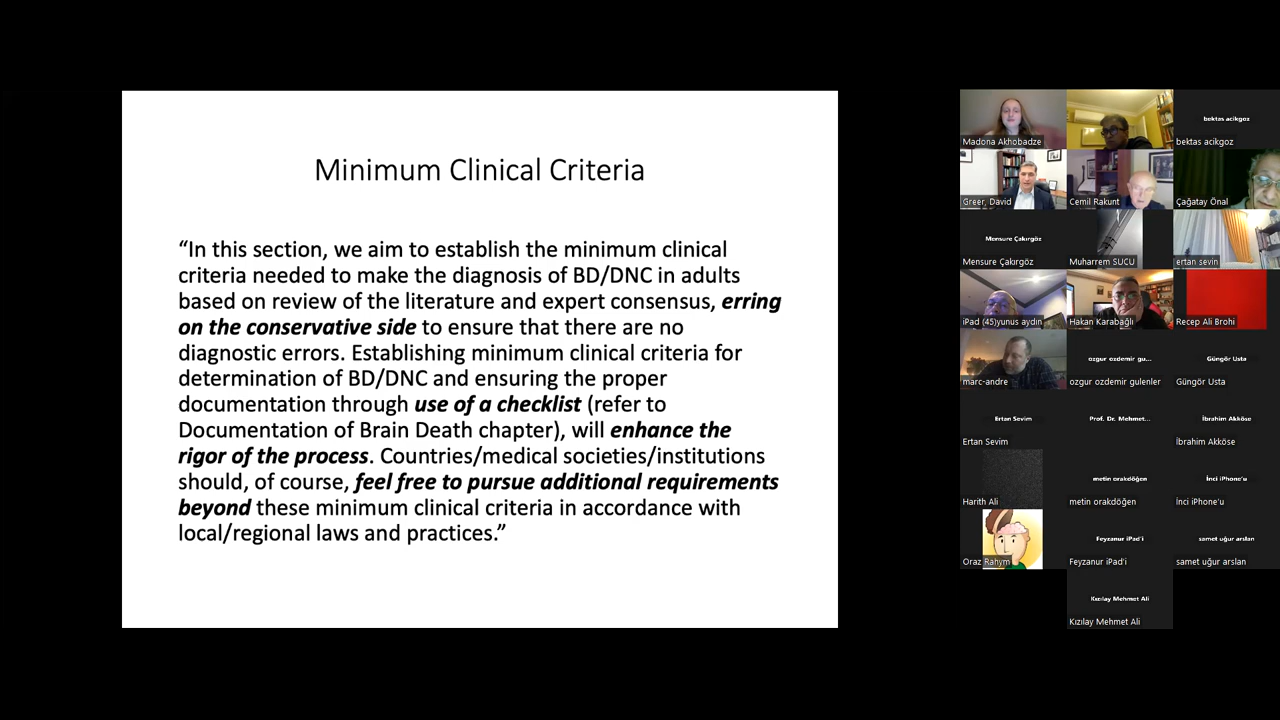 Minimum Clinical Criteria
“In this section, we aim to establish the minimum clinical
criteria needed to make the diagnosis of BD/DNC in adults
based on review of the literature and expert consensus, erring
on the conservative side to ensure that there are no
diagnostic errors. Establishing minimum clinical criteria for
determination of BD/DNC and ensuring the proper
documentation through use of a checklist (refer to
Documentation of Brain Death chapter), will enhance the
rigor of the process. Countries/medical societies/institutions
should, of course, feel free to pursue additional requirements
beyond these minimum clinical criteria in accordance with
local/regional laws and practices.”
Madona Akhobadze
bektas acikgoz
bektas acikgoz
Greer, David
Cemil Rakunt
Çağatay Önal
Mensure Çakırgöz
Mensure Çakırgöz
Muharrem SUCU
ertan sevin
iPad (45)yunus aydın
Hakan Karabağlı
Recep Ali Brohi
marc-andre
ozgur ozdemir gu...
ozgur ozdemir gulenler
Güngör Usta
Güngör Usta
Ertan Sevim
Ertan Sevim
Prof. Dr. Mehmet...
İbrahim Akköse
İbrahim Akköse
Harith Ali
metin orakdöğen
metin orakdöğen
İnci iPhone'u
İnci iPhone'u
Oraz Rahym
Feyzanur iPad'i
Feyzanur iPad'i
samet uğur arslan
samet uğur arslan
Kızılay Mehmet Ali
Kızılay Mehmet Ali